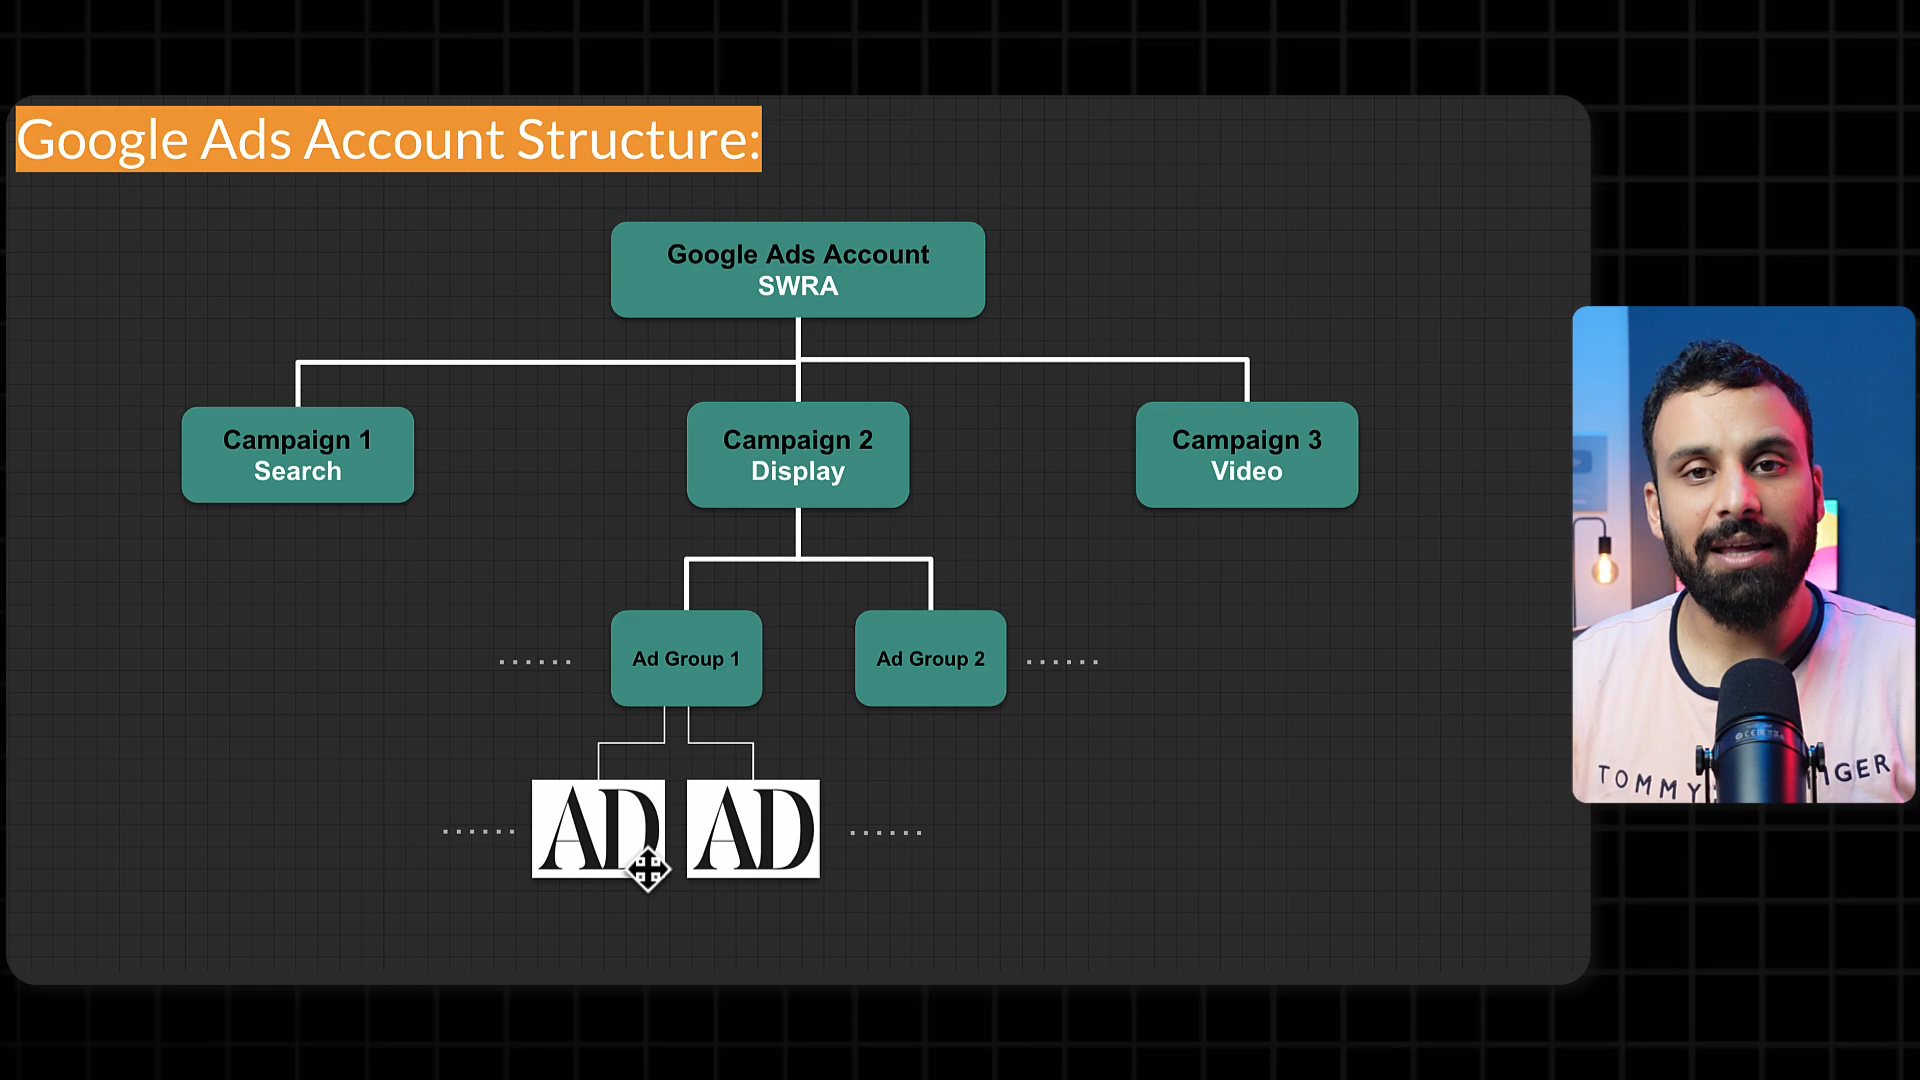 Google Ads Account Structure:
Google Ads Account
SWRA
Campaign 1
Search
Campaign 2
Display
Campaign 3
Video
Ad Group 1
Ad Group 2
AD
AD
TOMMY
IGER